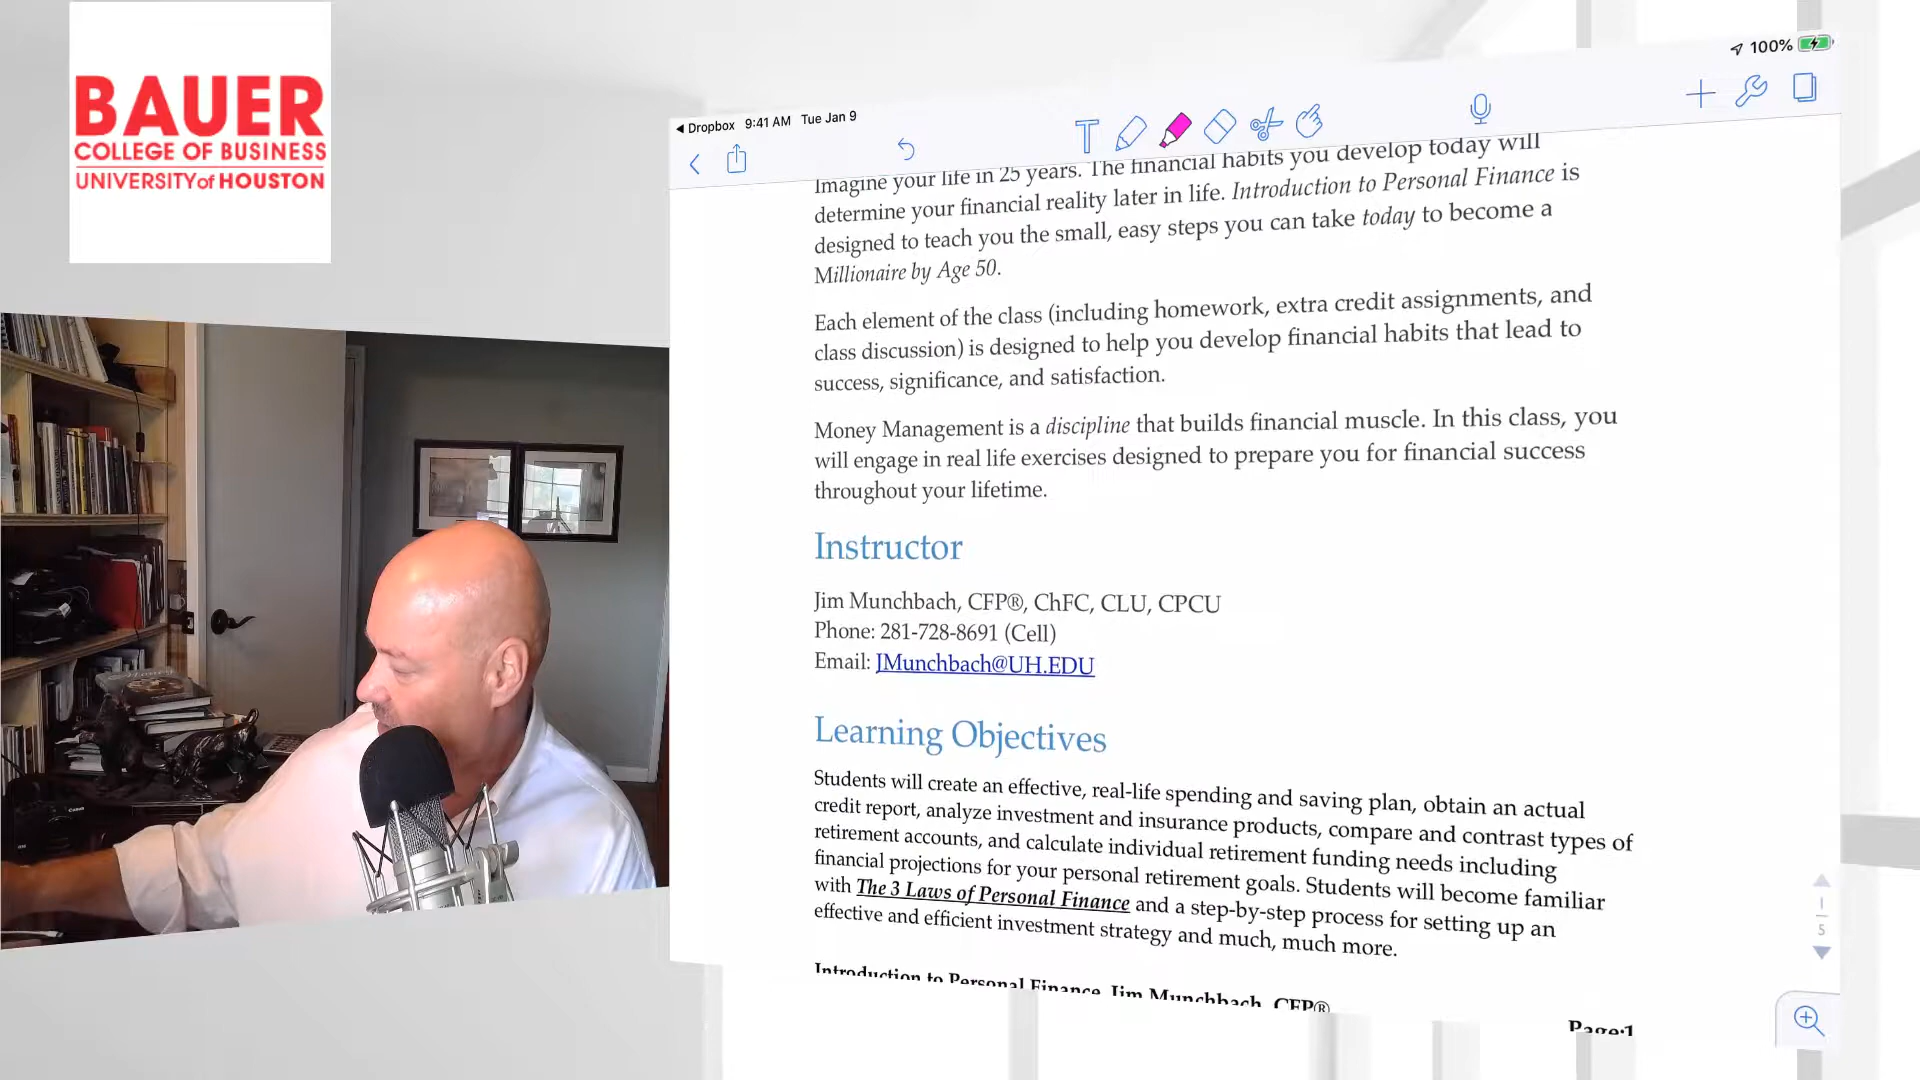 BAUER
COLLEGE OF BUSINESS
UNIVERSITY of HOUSTON
100%
Dropbox 9:41 AM Tue Jan 9
T
Imagine your life in 25 years. The financial habits you develop today will
determine your financial reality later in life. Introduction to Personal Finance is
designed to teach you the small, easy steps you can take today to become a
Millionaire by Age 50.
Each element of the class (including homework, extra credit assignments, and
class discussion) is designed to help you develop financial habits that lead to
success, significance, and satisfaction.
Money Management is a discipline that builds financial muscle. In this class, you
will engage in real life exercises designed to prepare you for financial success
throughout your lifetime.
Instructor
Jim Munchbach, CFP®, ChFC, CLU, CPCU
Phone: 281-728-8691 (Cell)
Email: JMunchbach@UH.EDU
Learning Objectives
Students will create an effective, real-life spending and saving plan, obtain an actual
credit report, analyze investment and insurance products, compare and contrast types of
retirement accounts, and calculate individual retirement funding needs including
financial projections for your personal retirement goals. Students will become familiar
with The 3 Laws of Personal Finance and a step-by-step process for setting up an
effective and efficient investment strategy and much, much more.
Introduction to Personal Finance, Jim Munchbach, CFP®
Page:1
1
5